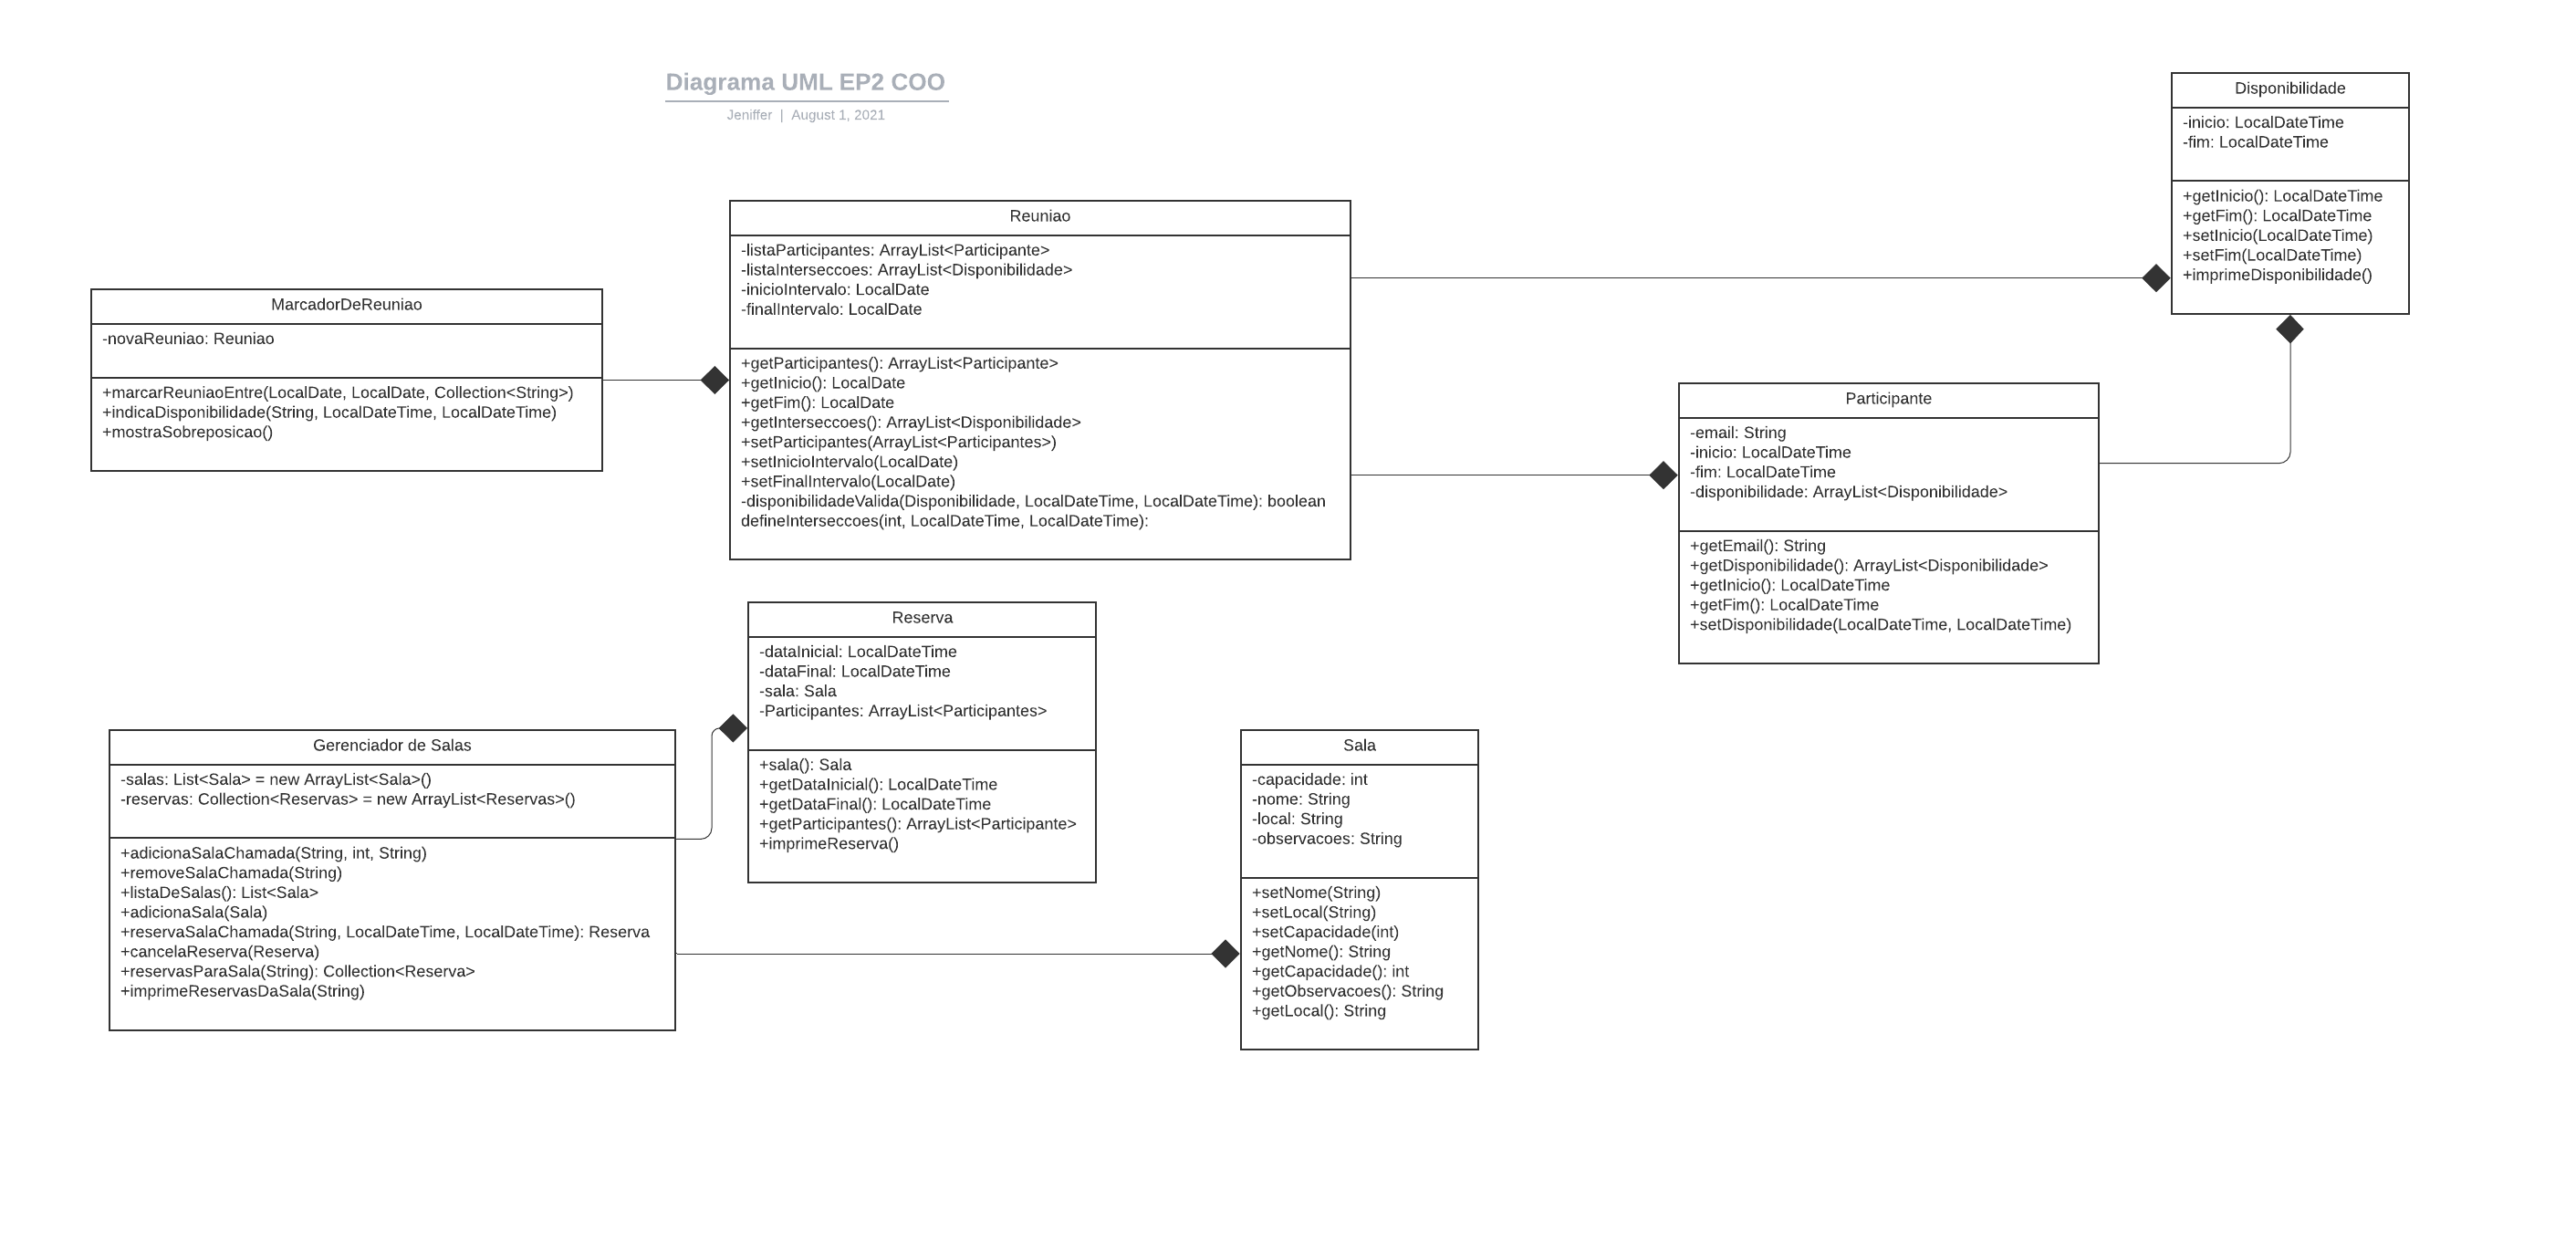 Diagrama UML EP2 COO
Jeniffer | August 1, 2021
Disponibilidade
-inicio: LocalDateTime
-fim: LocalDateTime
+getInicio(): LocalDateTime
+getFim(): LocalDateTime
+setInicio(LocalDateTime)
+setFim(LocalDateTime)
+imprimeDisponibilidade()
Reuniao
-listaParticipantes: ArrayList<Participante>
-listaInterseccoes: ArrayList<Disponibilidade>
-inicioIntervalo: LocalDate
-finalIntervalo: LocalDate
+getParticipantes(): ArrayList<Participante>
+getInicio(): LocalDate
+getFim(): LocalDate
+getInterseccoes(): ArrayList<Disponibilidade>
+setParticipantes(ArrayList<Participantes>)
+setInicioIntervalo(LocalDate)
+setFinalIntervalo(LocalDate)
-disponibilidadeValida(Disponibilidade, LocalDateTime, LocalDateTime): boolean
defineInterseccoes(int, LocalDateTime, LocalDateTime):
MarcadorDeReuniao
-novaReuniao: Reuniao
+marcarReuniaoEntre(LocalDate, LocalDate, Collection<String>)
+indicaDisponibilidade(String, LocalDateTime, LocalDateTime)
+mostraSobreposicao()
Participante
-email: String
-inicio: LocalDateTime
-fim: LocalDateTime
-disponibilidade: ArrayList<Disponibilidade>
+getEmail(): String
+getDisponibilidade(): ArrayList<Disponibilidade>
+getInicio(): LocalDateTime
+getFim(): LocalDateTime
+setDisponibilidade(LocalDateTime, LocalDateTime)
Reserva
-dataInicial: LocalDateTime
-dataFinal: LocalDateTime
-sala: Sala
-Participantes: ArrayList<Participantes>
+sala(): Sala
+getDataInicial(): LocalDateTime
+getDataFinal(): LocalDateTime
+getParticipantes(): ArrayList<Participante>
+imprimeReserva()
Gerenciador de Salas
-salas: List<Sala> = new ArrayList<Sala>()
-reservas: Collection<Reservas> = new ArrayList<Reservas>()
+adicionaSalaChamada(String, int, String)
+removeSalaChamada(String)
+listaDeSalas(): List<Sala>
+adicionaSala(Sala)
+reservaSalaChamada(String, LocalDateTime, LocalDateTime): Reserva
+cancelaReserva(Reserva)
+reservasParaSala(String): Collection<Reserva>
+imprimeReservasDaSala(String)
Sala
-capacidade: int
-nome: String
-local: String
-observacoes: String
+setNome(String)
+setLocal(String)
+setCapacidade(int)
+getNome(): String
+getCapacidade(): int
+getObservacoes(): String
+getLocal(): String